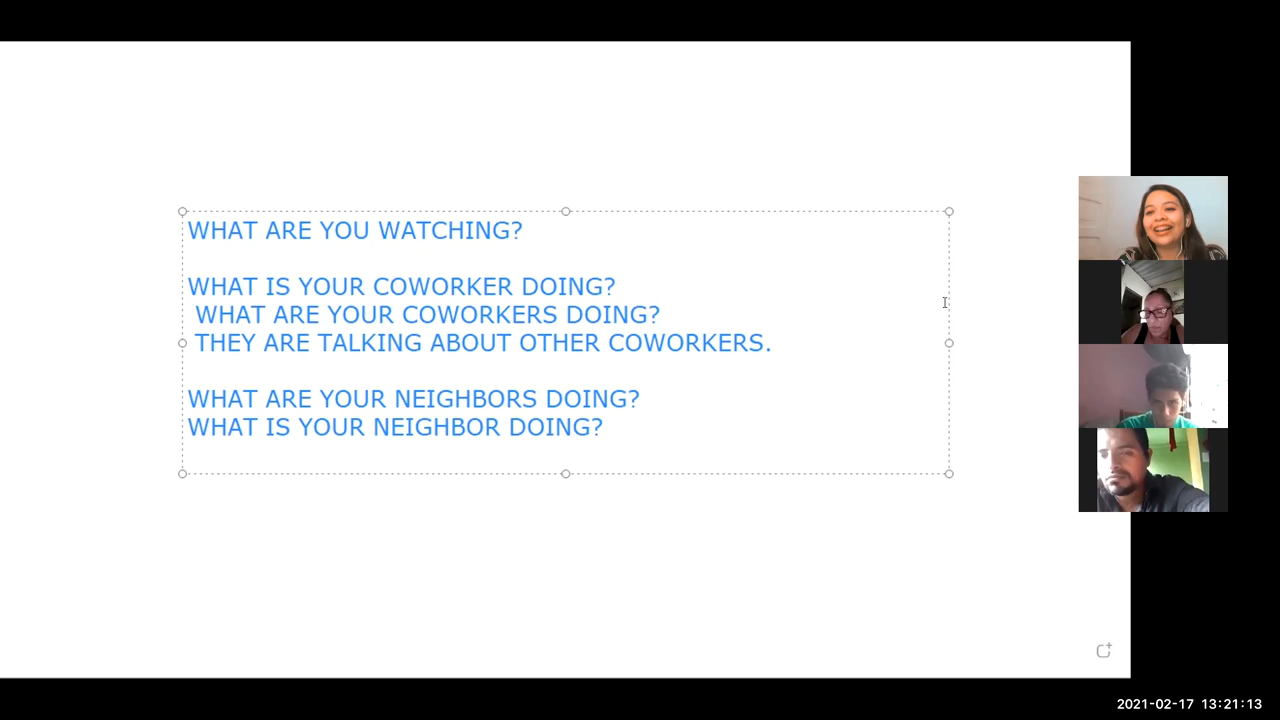 WHAT ARE YOU WATCHING?
WHAT IS YOUR COWORKER DOING?
WHAT ARE YOUR COWORKERS DOING?
THEY ARE TALKING ABOUT OTHER COWORKERS.
WHAT ARE YOUR NEIGHBORS DOING?
WHAT IS YOUR NEIGHBOR DOING?
2021-02-17 13:21:13